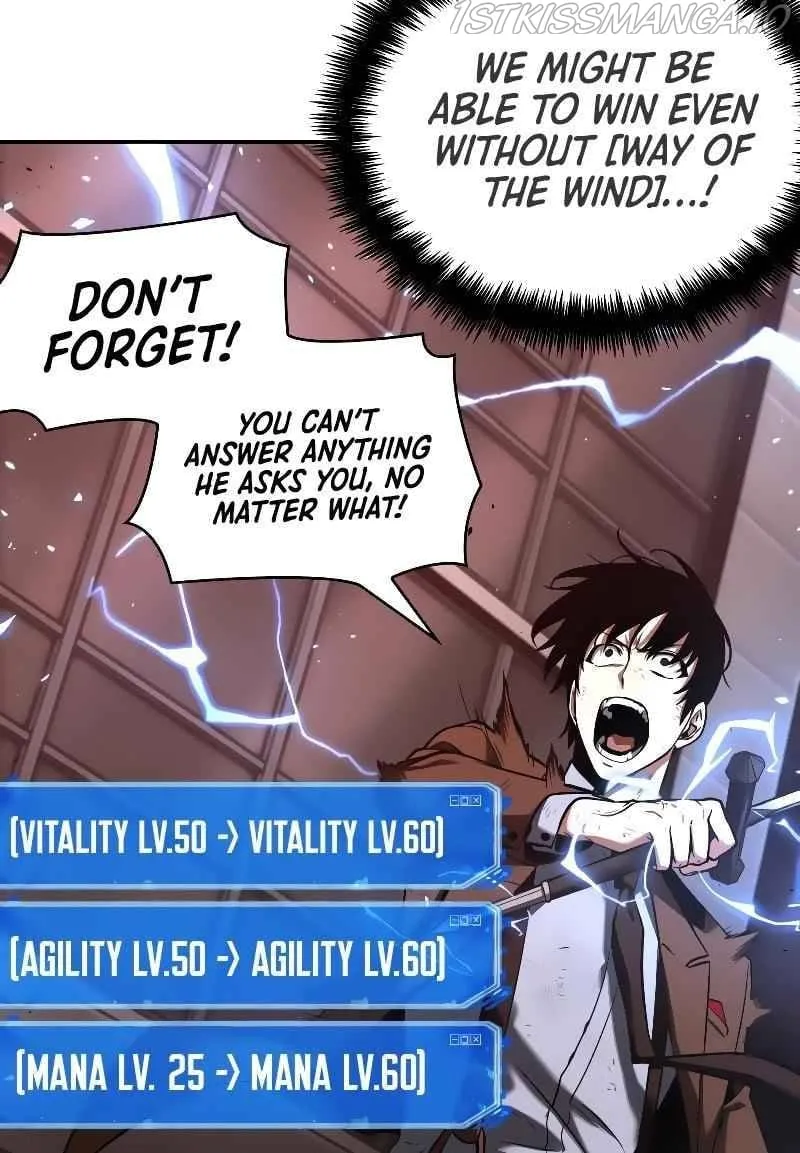 1STKISSMANGA.IO
WE MIGHT BE
ABLE TO WIN EVEN
WITHOUT [WAY OF
THE WIND]...!
DON'T
FORGET!
YOU CAN'T
ANSWER ANYTHING
HE ASKS YOU, NO
MATTER WHAT!
[VITALITY LV.50 -> VITALITY LV.60]
[AGILITY LV.50 -> AGILITY LV.60]
[MANA LV. 25 -> MANA LV.60]